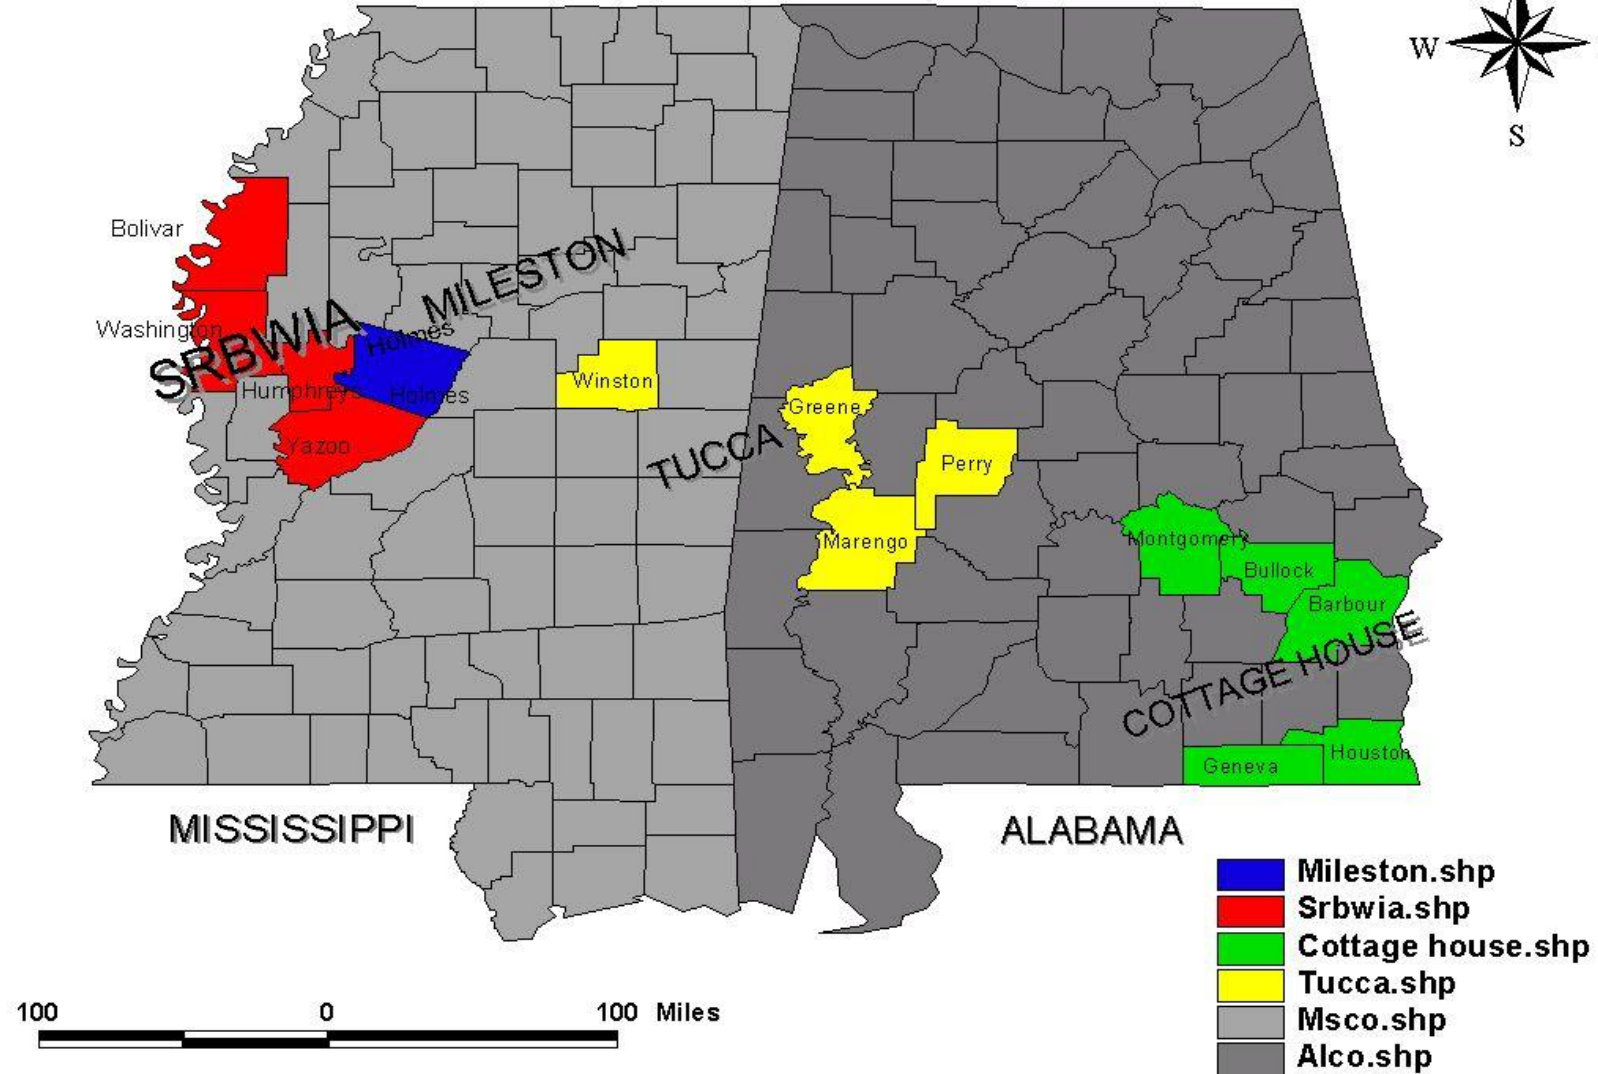 W
S
Bolivar
MILESTON
Washington
SRBWIA
Holmes
Humphreys
Holmes
Winston
Yazoo
Greene
TUCCA
Perry
Marengo
Montgomery
Bullock
Barbour
COTTAGE HOUSE
Houston
Geneva
MISSISSIPPI
ALABAMA
Mileston.shp
Srbwia.shp
Cottage house.shp
Tucca.shp
Msco.shp
Alco.shp
100 0 100 Miles